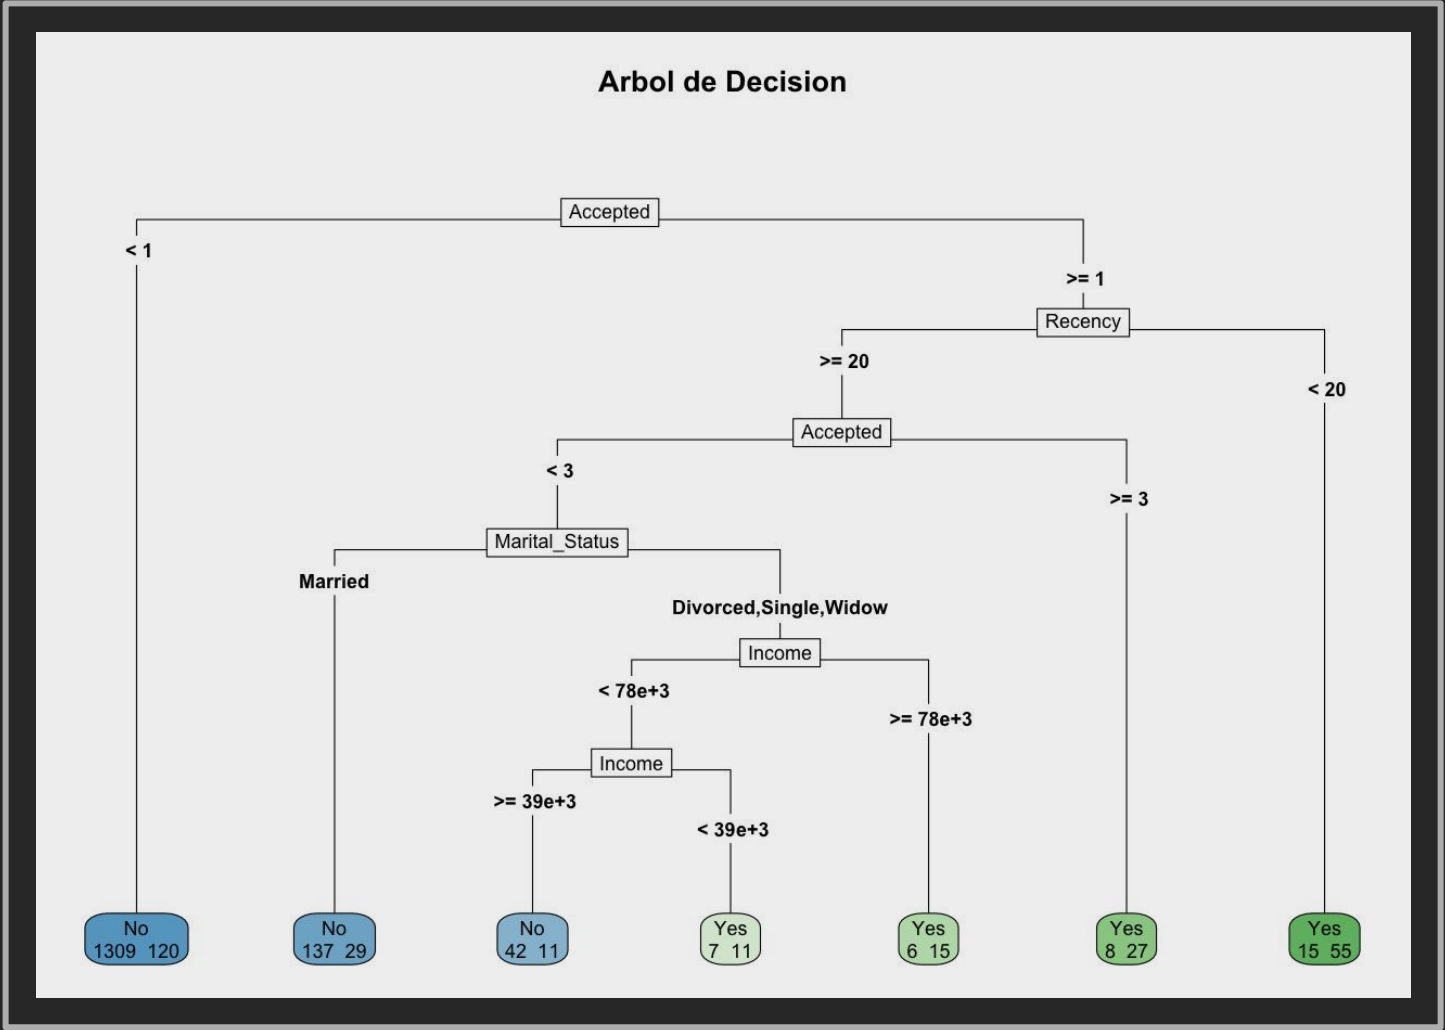 Arbol de Decision
Accepted
< 1
>= 1
Recency
>= 20
< 20
Accepted
< 3
>= 3
Marital_Status
Married
Divorced,Single,Widow
Income
< 78e+3
>= 78e+3
Income
>= 39e+3
< 39e+3
No
1309 120
No
137 29
No
42 11
Yes
7 11
Yes
6 15
Yes
8 27
Yes
15 55